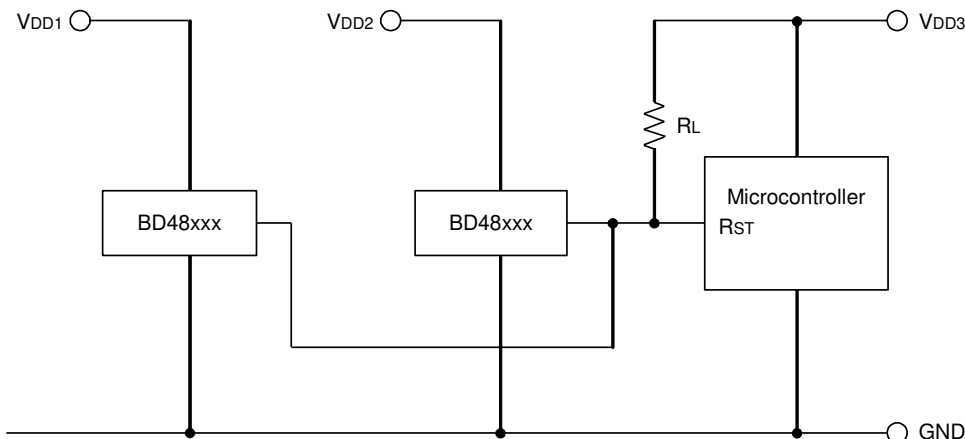 VDD1
VDD2
VDD3
RL
BD48xxx
BD48xxx
Microcontroller
RST
GND